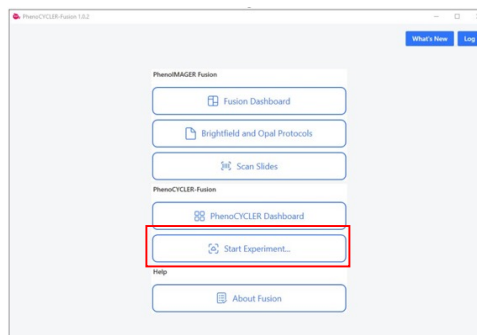 PhenoCYCLER-Fusion 1.0.2
What's New
Log
PhenoIMAGER Fusion
Fusion Dashboard
Brightfield and Opal Protocols
Scan Slides
PhenoCYCLER-Fusion
PhenoCYCLER Dashboard
Start Experiment...
Help
About Fusion